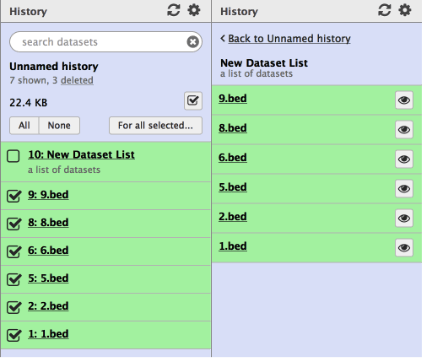 History
search datasets
Unnamed history
7 shown, 3 deleted
22.4 KB
All None For all selected...
10: New Dataset List
a list of datasets
9: 9.bed
8: 8.bed
6: 6.bed
5: 5.bed
2: 2.bed
1: 1.bed
History
< Back to Unnamed history
New Dataset List
a list of datasets
9.bed
8.bed
6.bed
5.bed
2.bed
1.bed